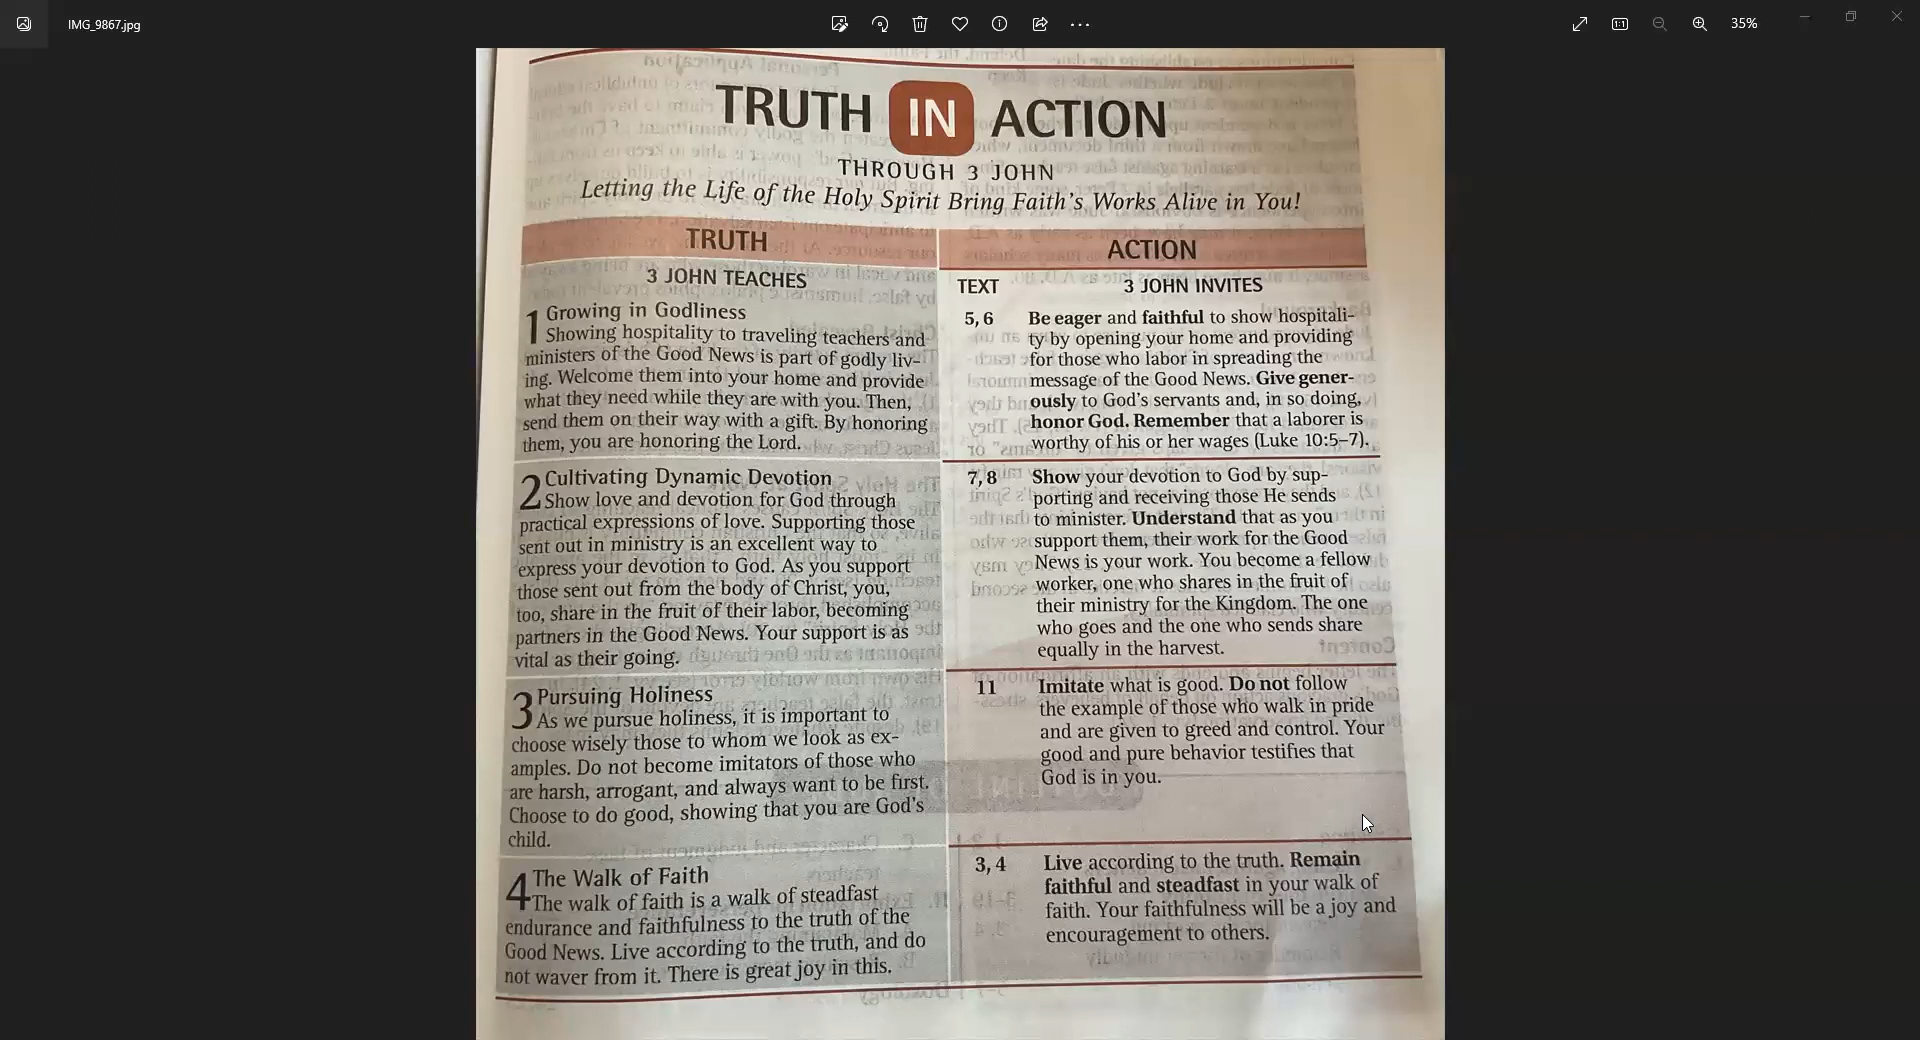 IMG_9867.jpg
35%
TRUTH IN ACTION
THROUGH 3 JOHN
Letting the Life of the Holy Spirit Bring Faith's Works Alive in You!
TRUTH
3 JOHN TEACHES
1 Growing in Godliness
Showing hospitality to traveling teachers and
ministers of the Good News is part of godly liv-
ing. Welcome them into your home and provide
what they need while they are with you. Then,
send them on their way with a gift. By honoring
them, you are honoring the Lord.
2 Cultivating Dynamic Devotion
Show love and devotion for God through
practical expressions of love. Supporting those
sent out in ministry is an excellent way to
express your devotion to God. As you support
those sent out from the body of Christ, you,
too, share in the fruit of their labor, becoming
partners in the Good News. Your support is as
vital as their going.
3 Pursuing Holiness
As we pursue holiness, it is important to
choose wisely those to whom we look as ex-
amples. Do not become imitators of those who
are harsh, arrogant, and always want to be first.
Choose to do good, showing that you are God's
child.
4 The Walk of Faith
The walk of faith is a walk of steadfast
endurance and faithfulness to the truth of the
Good News. Live according to the truth, and do
not waver from it. There is great joy in this.
ACTION
TEXT 3 JOHN INVITES
5, 6 Be eager and faithful to show hospitali-
ty by opening your home and providing
for those who labor in spreading the
message of the Good News. Give gener-
ously to God's servants and, in so doing,
honor God. Remember that a laborer is
worthy of his or her wages (Luke 10:5–7).
7, 8 Show your devotion to God by sup-
porting and receiving those He sends
to minister. Understand that as you
support them, their work for the Good
News is your work. You become a fellow
worker, one who shares in the fruit of
their ministry for the Kingdom. The one
who goes and the one who sends share
equally in the harvest.
11 Imitate what is good. Do not follow
the example of those who walk in pride
and are given to greed and control. Your
good and pure behavior testifies that
God is in you.
3, 4 Live according to the truth. Remain
faithful and steadfast in your walk of
faith. Your faithfulness will be a joy and
encouragement to others.